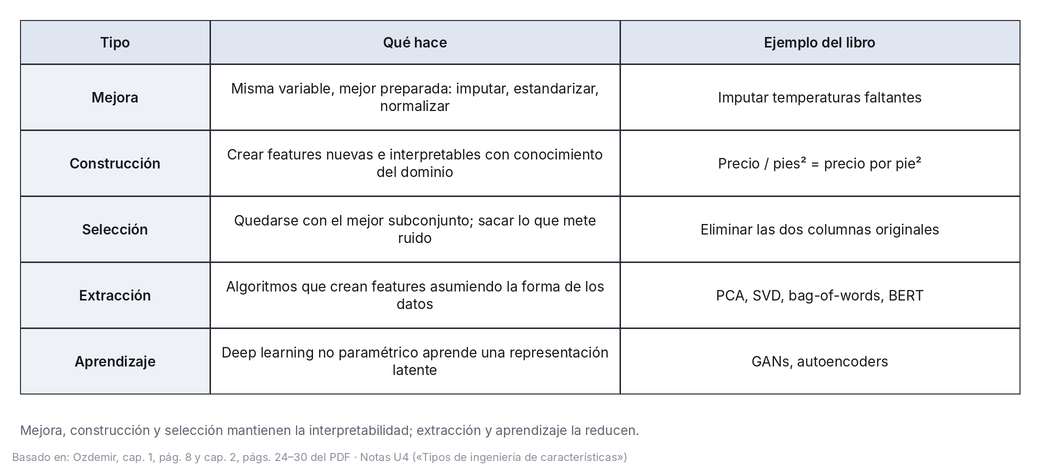 Tipo
Qué hace
Ejemplo del libro
Mejora
Misma variable, mejor preparada: imputar, estandarizar,
normalizar
Imputar temperaturas faltantes
Construcción
Crear features nuevas e interpretables con conocimiento
del dominio
Precio / pies² = precio por pie²
Selección
Quedarse con el mejor subconjunto; sacar lo que mete
ruido
Eliminar las dos columnas originales
Extracción
Algoritmos que crean features asumiendo la forma de los
datos
PCA, SVD, bag-of-words, BERT
Aprendizaje
Deep learning no paramétrico aprende una representación
latente
GANs, autoencoders
Mejora, construcción y selección mantienen la interpretabilidad; extracción y aprendizaje la reducen.
Basado en: Ozdemir, cap. 1, pág. 8 y cap. 2, págs. 24–30 del PDF · Notas U4 («Tipos de ingeniería de características»)